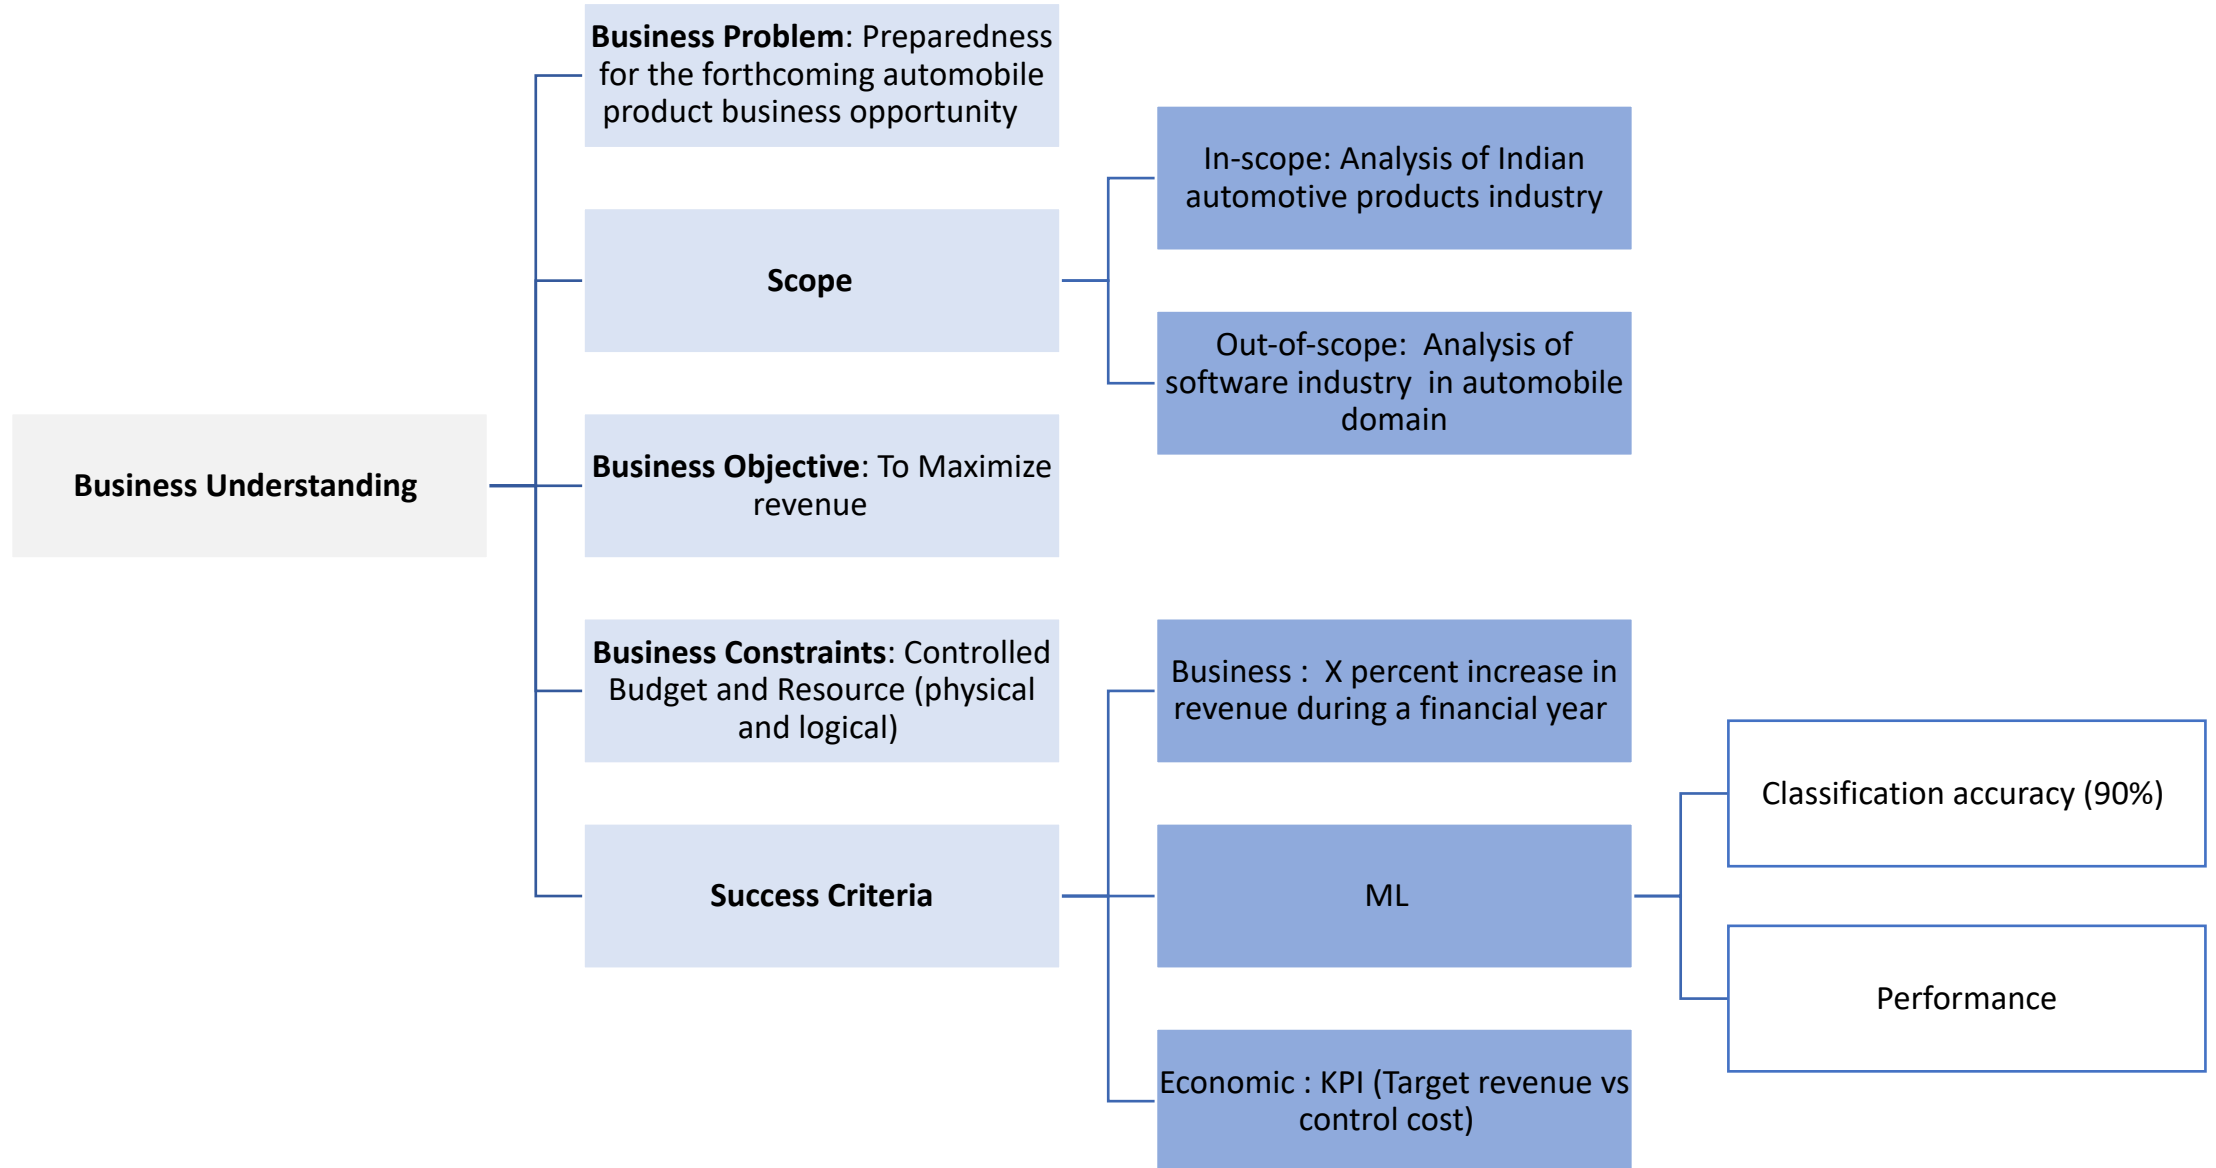 Business Problem: Preparedness
for the forthcoming automobile
product business opportunity
In-scope: Analysis of Indian
automotive products industry
Scope
Out-of-scope:  Analysis of
software industry  in automobile
domain
Business Understanding
Business Objective: To Maximize
revenue
Business Constraints: Controlled
Budget and Resource (physical
and logical)
Business :  X percent increase in
revenue during a financial year
Classification accuracy (90%)
Success Criteria
ML
Performance
Economic : KPI (Target revenue vs
control cost)